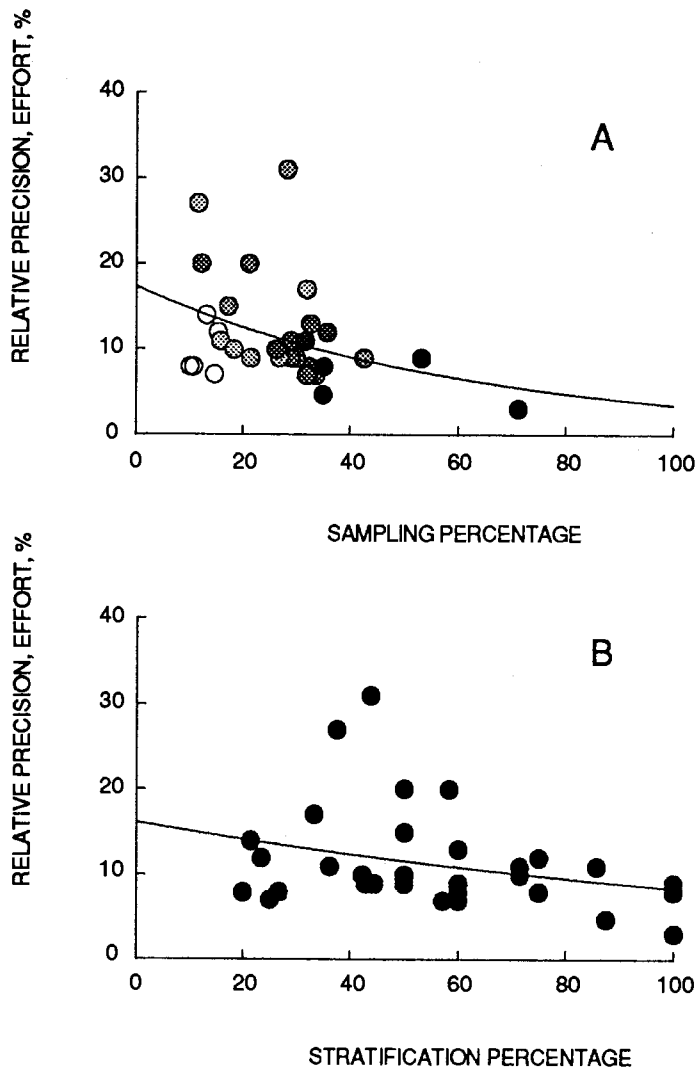 RELATIVE PRECISION, EFFORT, %
40
30
20
10
0
A
0 20 40 60 80 100
SAMPLING PERCENTAGE
RELATIVE PRECISION, EFFORT, %
40
30
20
10
0
B
0 20 40 60 80 100
STRATIFICATION PERCENTAGE